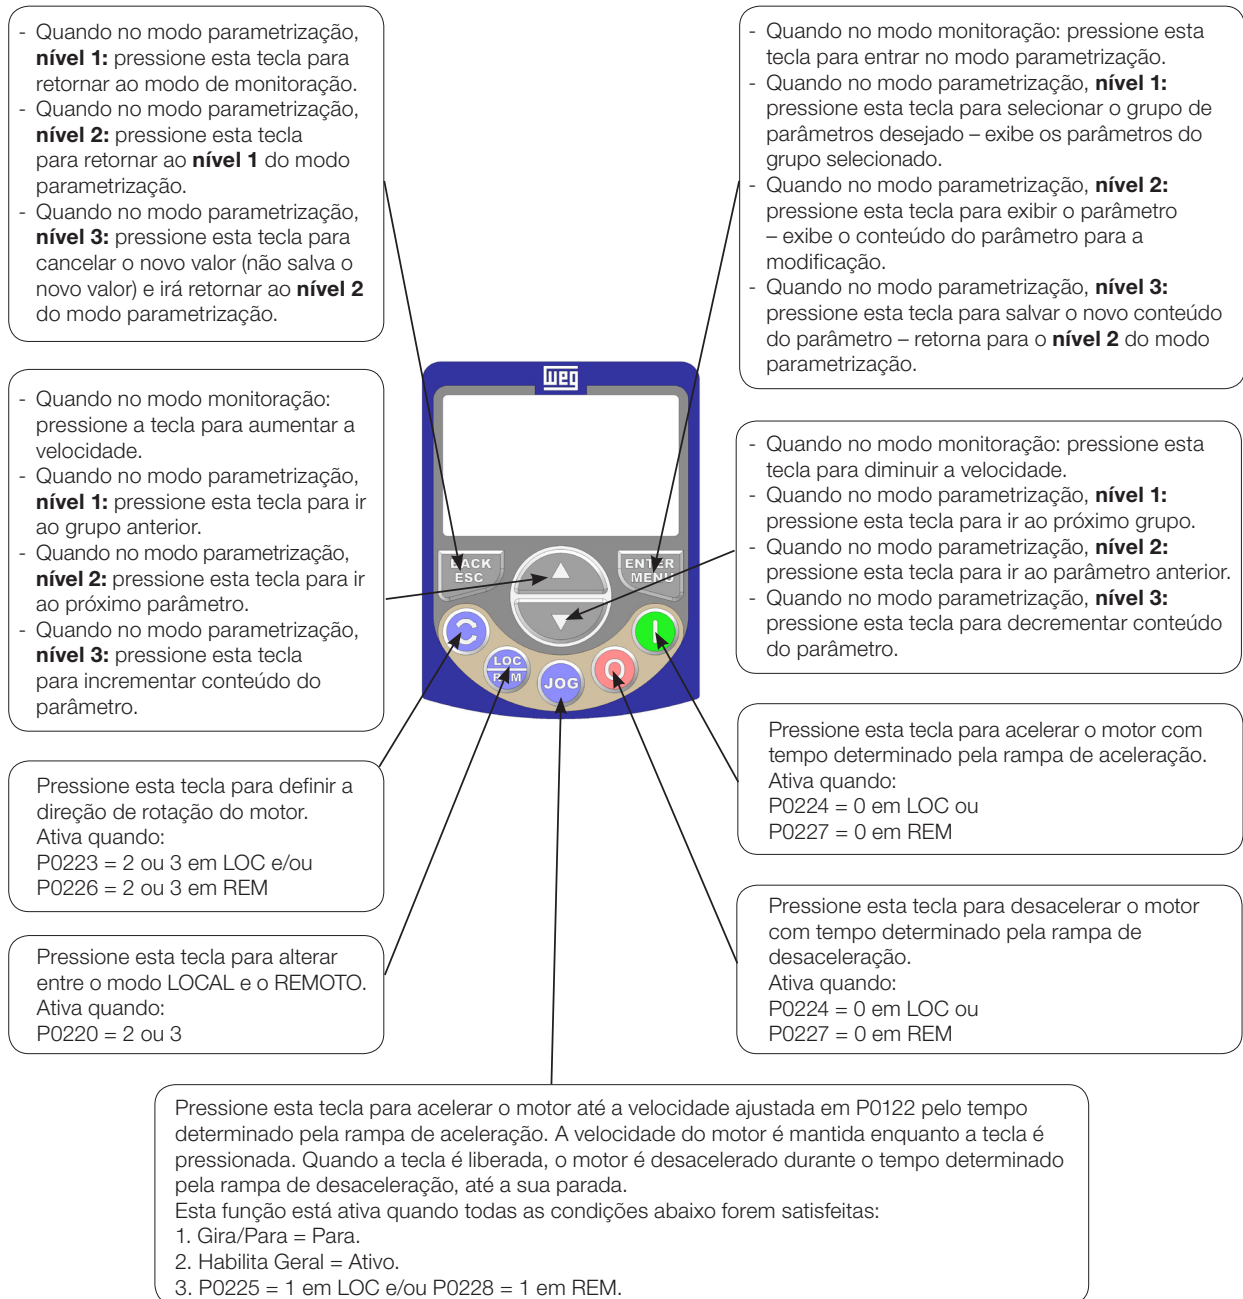 - Quando no modo parametrização,
nível 1: pressione esta tecla para
retornar ao modo de monitoração.
- Quando no modo parametrização,
nível 2: pressione esta tecla
para retornar ao nível 1 do modo
parametrização.
- Quando no modo parametrização,
nível 3: pressione esta tecla para
cancelar o novo valor (não salva o
novo valor) e irá retornar ao nível 2
do modo parametrização.
- Quando no modo monitoração: pressione esta
tecla para entrar no modo parametrização.
- Quando no modo parametrização, nível 1:
pressione esta tecla para selecionar o grupo de
parâmetros desejado – exibe os parâmetros do
grupo selecionado.
- Quando no modo parametrização, nível 2:
pressione esta tecla para exibir o parâmetro
– exibe o conteúdo do parâmetro para a
modificação.
- Quando no modo parametrização, nível 3:
pressione esta tecla para salvar o novo conteúdo
do parâmetro – retorna para o nível 2 do modo
parametrização.
- Quando no modo monitoração:
pressione a tecla para aumentar a
velocidade.
- Quando no modo parametrização,
nível 1: pressione esta tecla para ir
ao grupo anterior.
- Quando no modo parametrização,
nível 2: pressione esta tecla para ir
ao próximo parâmetro.
- Quando no modo parametrização,
nível 3: pressione esta tecla
para incrementar conteúdo do
parâmetro.
weg
BACK
ESC
ENTER
MENU
LOC
REM
JOG
- Quando no modo monitoração: pressione esta
tecla para diminuir a velocidade.
- Quando no modo parametrização, nível 1:
pressione esta tecla para ir ao próximo grupo.
- Quando no modo parametrização, nível 2:
pressione esta tecla para ir ao parâmetro anterior.
- Quando no modo parametrização, nível 3:
pressione esta tecla para decrementar conteúdo
do parâmetro.
Pressione esta tecla para definir a
direção de rotação do motor.
Ativa quando:
P0223 = 2 ou 3 em LOC e/ou
P0226 = 2 ou 3 em REM
Pressione esta tecla para acelerar o motor com
tempo determinado pela rampa de aceleração.
Ativa quando:
P0224 = 0 em LOC ou
P0227 = 0 em REM
Pressione esta tecla para alterar
entre o modo LOCAL e o REMOTO.
Ativa quando:
P0220 = 2 ou 3
Pressione esta tecla para desacelerar o motor
com tempo determinado pela rampa de
desaceleração.
Ativa quando:
P0224 = 0 em LOC ou
P0227 = 0 em REM
Pressione esta tecla para acelerar o motor até a velocidade ajustada em P0122 pelo tempo
determinado pela rampa de aceleração. A velocidade do motor é mantida enquanto a tecla é
pressionada. Quando a tecla é liberada, o motor é desacelerado durante o tempo determinado
pela rampa de desaceleração, até a sua parada.
Esta função está ativa quando todas as condições abaixo forem satisfeitas:
1. Gira/Para = Para.
2. Habilita Geral = Ativo.
3. P0225 = 1 em LOC e/ou P0228 = 1 em REM.